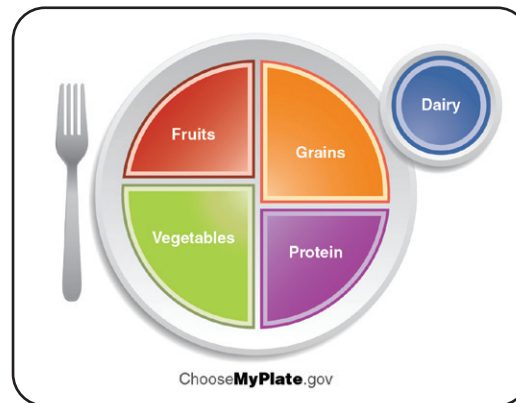 Dairy
Fruits
Grains
Vegetables
Protein
ChooseMyPlate.gov